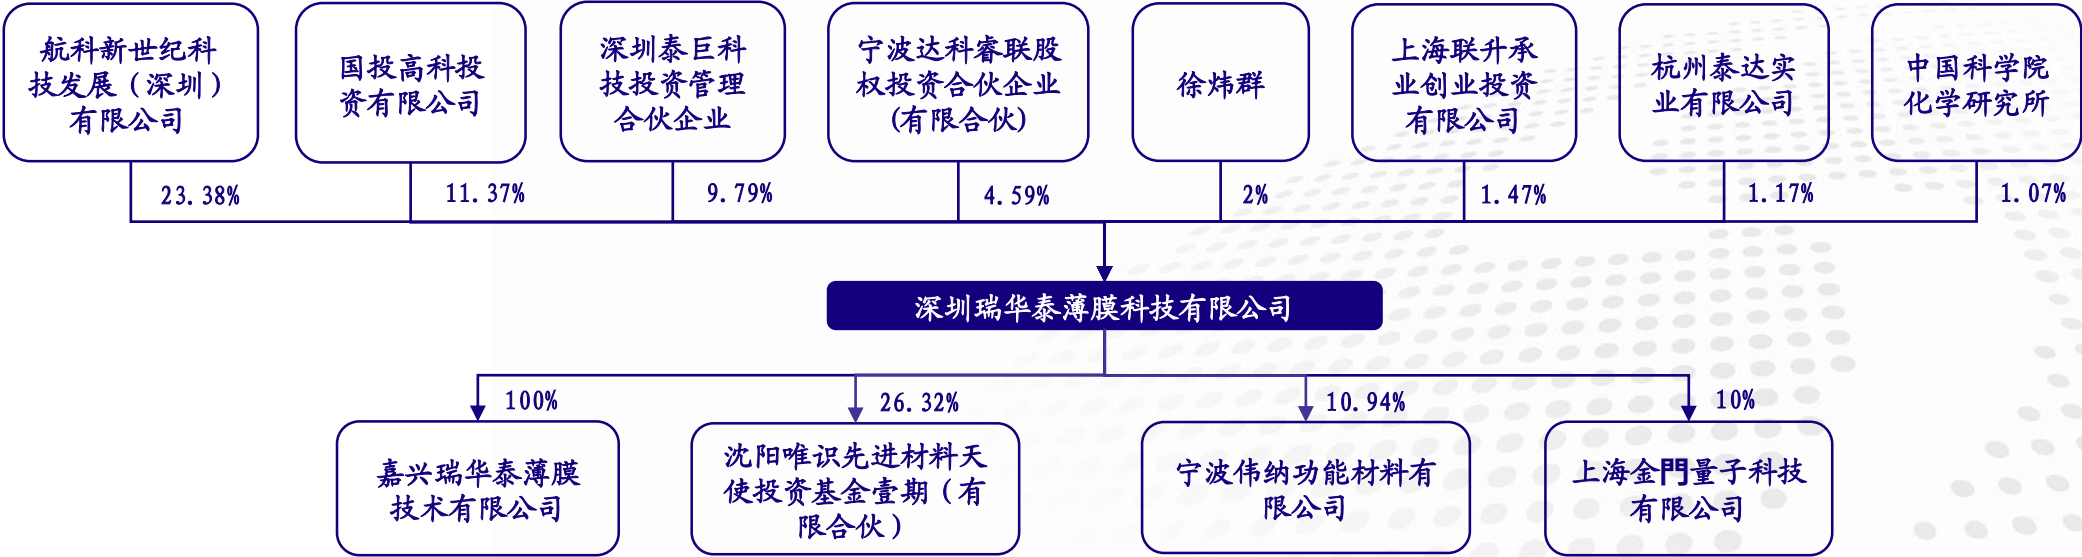 航科新世纪科
技发展（深圳）
有限公司
国投高科投
资有限公司
深圳泰巨科
技投资管理
合伙企业
宁波达科睿联股
权投资合伙企业
(有限合伙)
徐炜群
上海联升承
业创业投资
有限公司
杭州泰达实
业有限公司
中国科学院
化学研究所
23.38%
11.37%
9.79%
4.59%
2%
1.47%
1.17%
1.07%
深圳瑞华泰薄膜科技有限公司
100%
26.32%
10.94%
10%
嘉兴瑞华泰薄膜
技术有限公司
沈阳唯识先进材料天
使投资基金壹期（有
限合伙）
宁波伟纳功能材料有
限公司
上海金門量子科技
有限公司